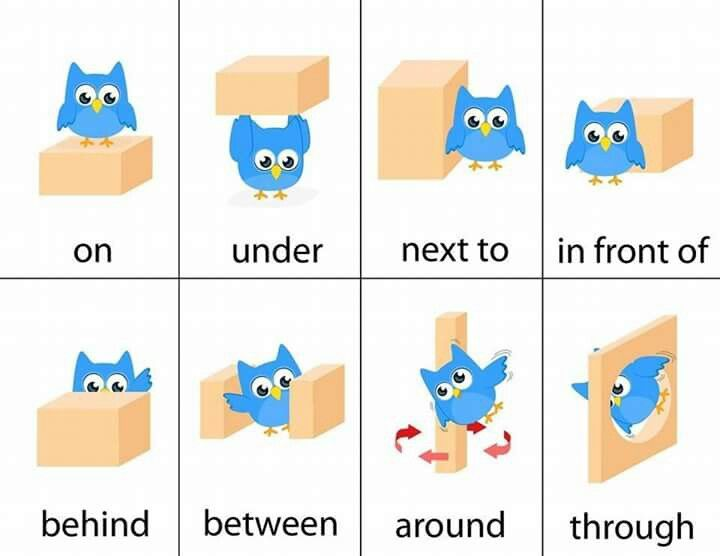 on
under
next to
in front of
behind
between
around
through